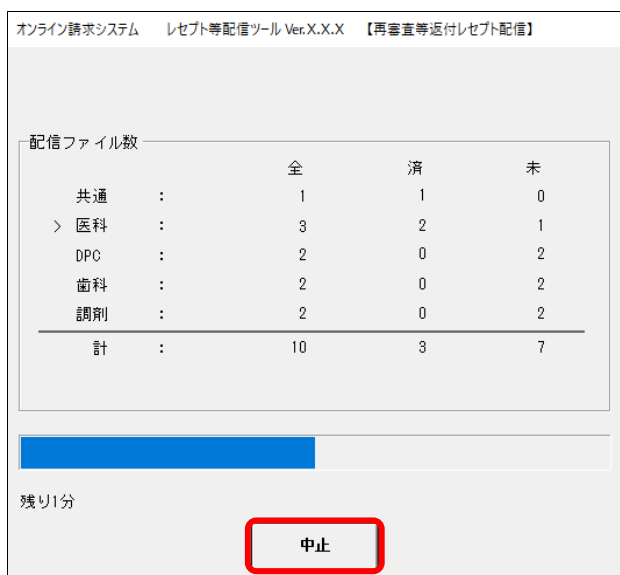 オンライン請求システム　レセプト等配信ツール Ver.X.X.X　【再審査等返付レセプト配信】
配信ファイル数
全　済　未
共通 ： 1 1 0
＞ 医科 ： 3 2 1
DPC ： 2 0 2
歯科 ： 2 0 2
調剤 ： 2 0 2
計 ： 10 3 7
残り1分
中止